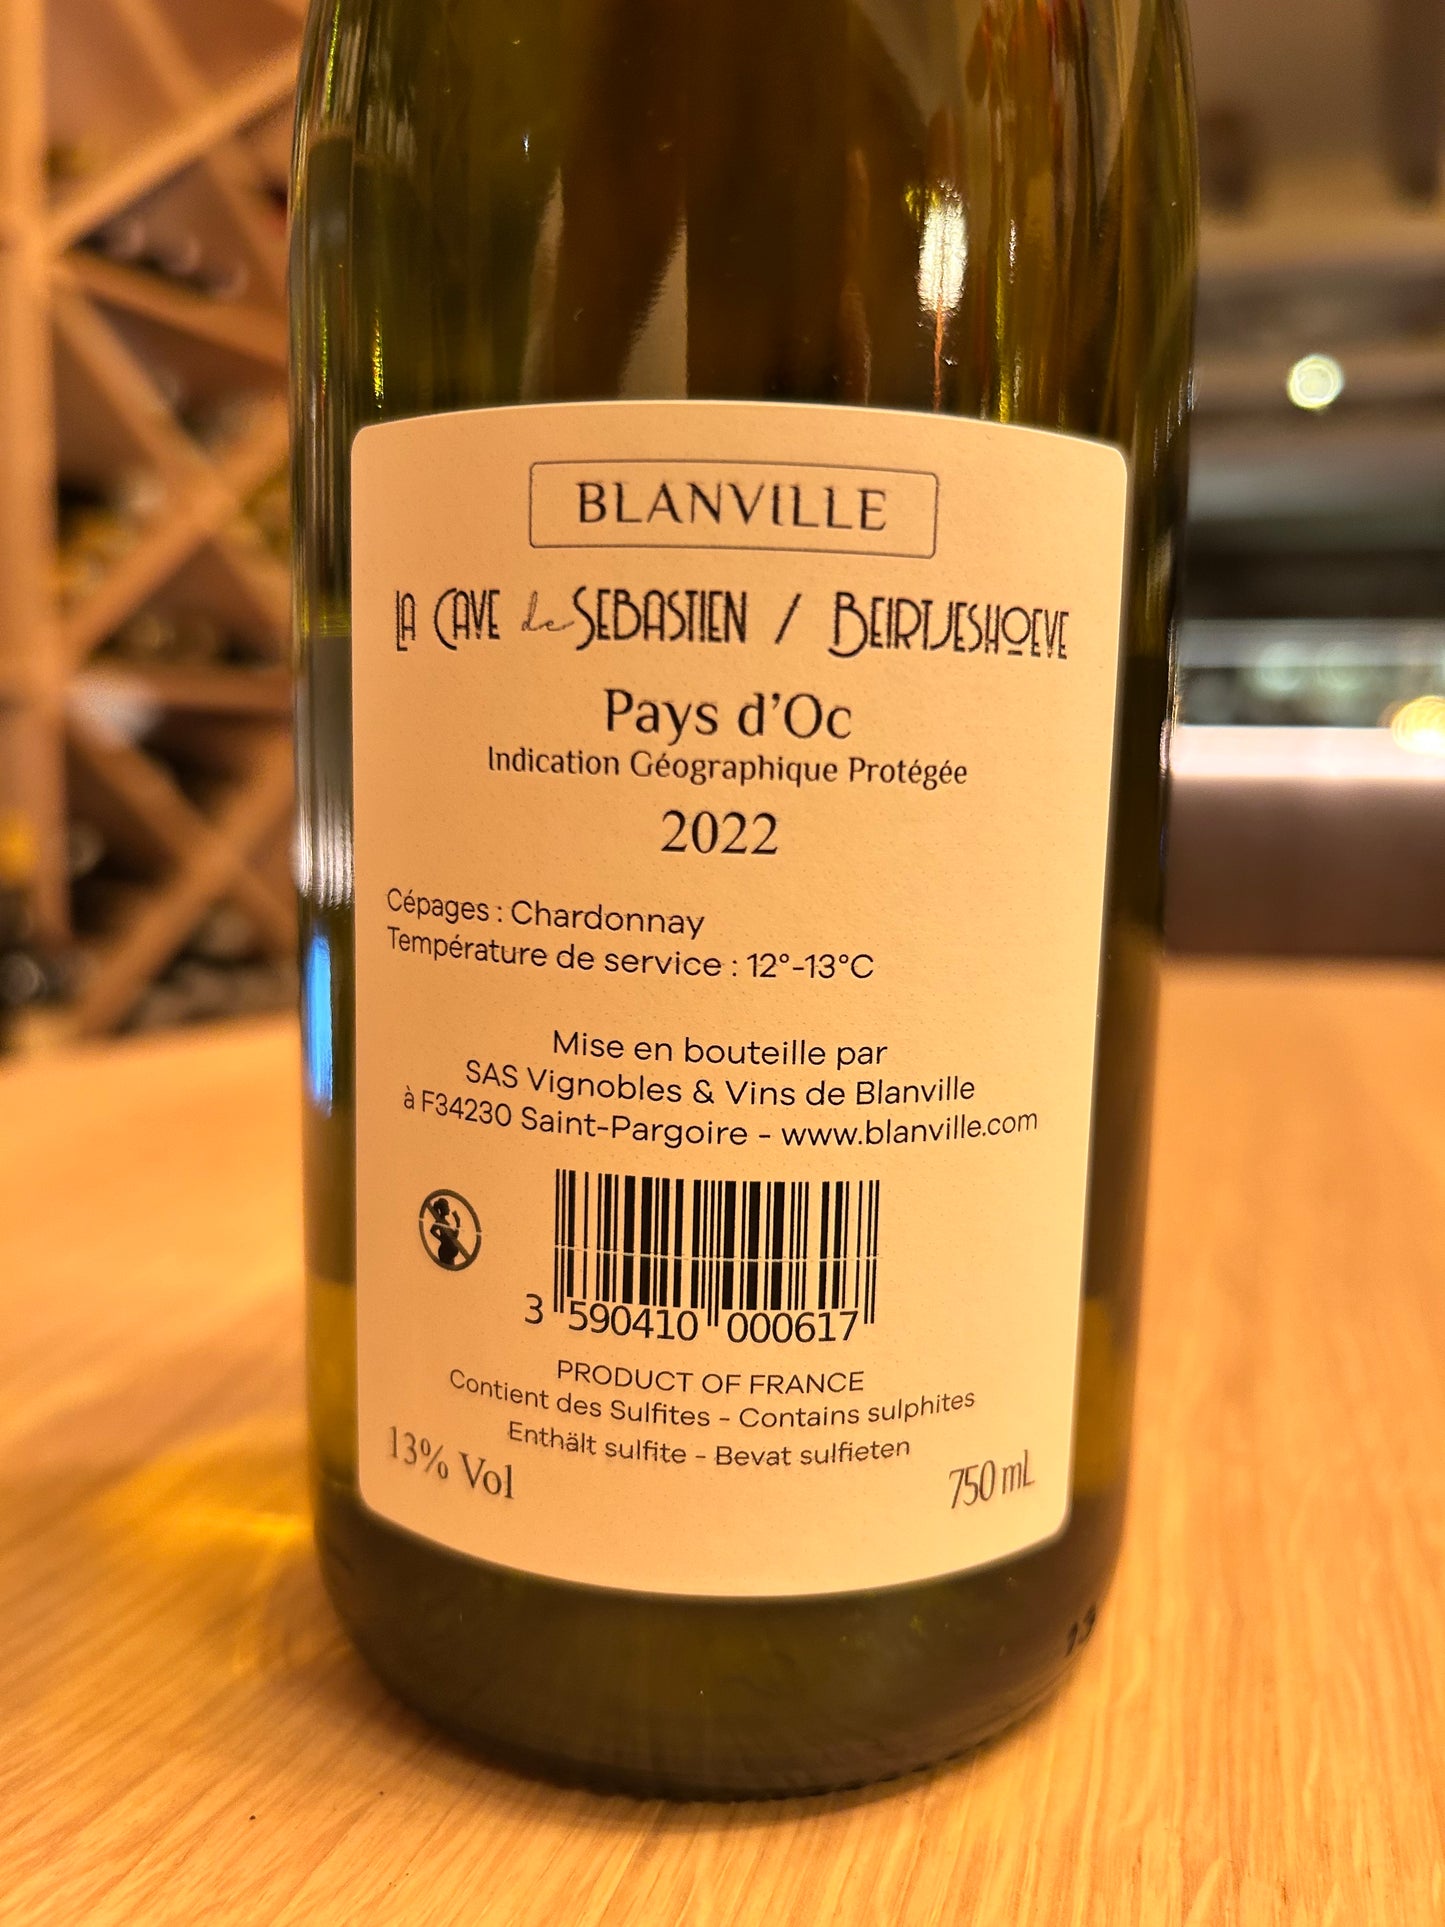 BLANVILLE
LA CAVE de SEBASTIEN / BEIRTJESHOEVE
Pays d'Oc
Indication Géographique Protégée
2022
Cépages : Chardonnay
Température de service : 12°-13°C
Mise en bouteille par
SAS Vignobles & Vins de Blanville
à F34230 Saint-Pargoire - www.blanville.com
3 590410 000617
PRODUCT OF FRANCE
Contient des Sulfites - Contains sulphites
Enthält sulfite - Bevat sulfieten
13% Vol
750 mL